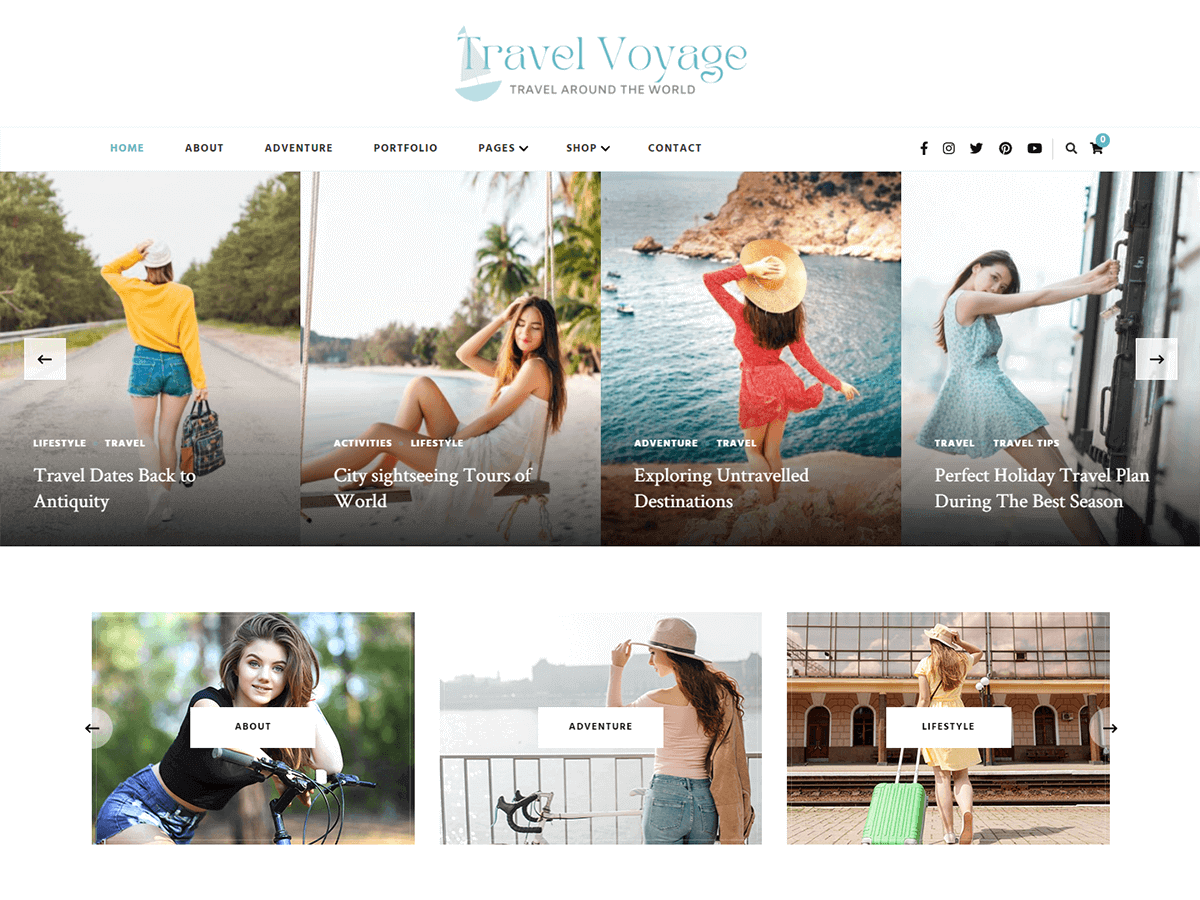 Travel Voyage
TRAVEL AROUND THE WORLD
HOME ABOUT ADVENTURE PORTFOLIO PAGES SHOP CONTACT 0
LIFESTYLE TRAVEL
Travel Dates Back to
Antiquity
ACTIVITIES LIFESTYLE
City sightseeing Tours of
World
ADVENTURE TRAVEL
Exploring Untravelled
Destinations
TRAVEL TRAVEL TIPS
Perfect Holiday Travel Plan
During The Best Season
ABOUT
ADVENTURE
LIFESTYLE